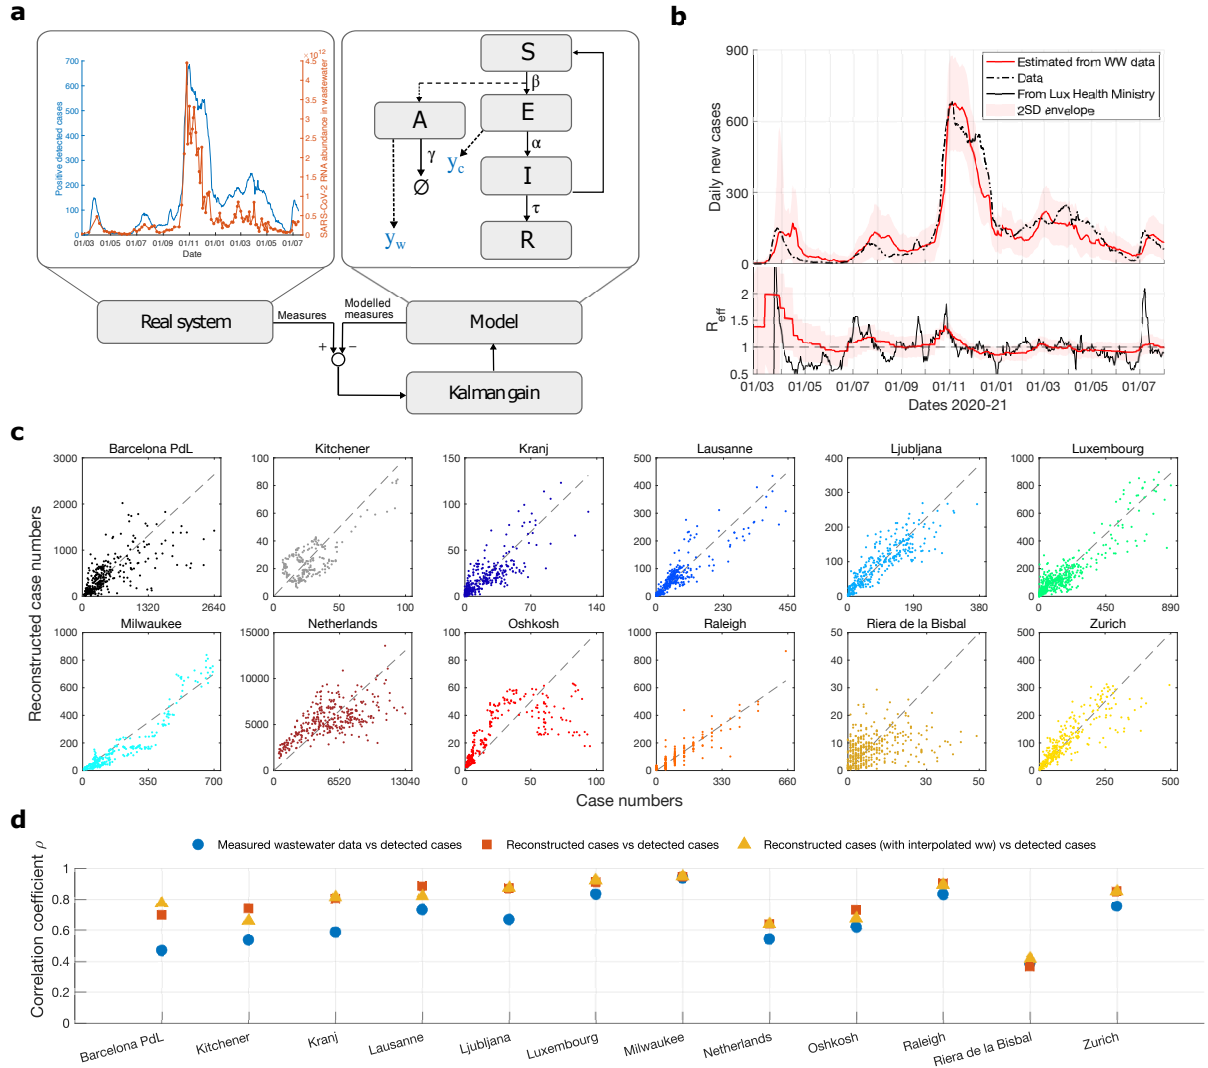 a
700
600
500
400
300
200
100
0
Positive detected cases
×10^12
4.5
4
3.5
3
2.5
2
1.5
1
0.5
0
SARS-CoV-2 RNA abundance in wastewater
01/03 01/05 01/07 01/09 01/11 01/01 01/03 01/05 01/07
Date
S
β
A
E
γ
y_c
α
∅
I
τ
y_w
R
Real system
Measures
Modelled
measures
+
−
Model
Kalman gain
b
900
600
300
0
Daily new cases
Estimated from WW data
Data
From Lux Health Ministry
2SD envelope
2
1.5
1
0.5
R_eff
01/03 01/05 01/07 01/09 01/11 01/01 01/03 01/05 01/07
Dates 2020-21
c
Reconstructed case numbers
Barcelona PdL
3000
2000
1000
0
0 1320 2640
Kitchener
100
80
60
40
20
0
0 50 100
Kranj
150
100
50
0
0 70 140
Lausanne
500
400
300
200
100
0
0 230 450
Ljubljana
400
300
200
100
0
0 190 380
Luxembourg
1000
800
600
400
200
0
0 450 890
Milwaukee
1000
800
600
400
200
0
0 350 700
Netherlands
15000
10000
5000
0
0 6520 13040
Oshkosh
100
80
60
40
20
0
0 50 100
Raleigh
1000
800
600
400
200
0
0 330 660
Riera de la Bisbal
50
40
30
20
10
0
0 30 50
Zurich
500
400
300
200
100
0
0 250 500
Case numbers
d
Measured wastewater data vs detected cases
Reconstructed cases vs detected cases
Reconstructed cases (with interpolated ww) vs detected cases
Correlation coefficient ρ
1
0.8
0.6
0.4
0.2
0
Barcelona PdL
Kitchener
Kranj
Lausanne
Ljubljana
Luxembourg
Milwaukee
Netherlands
Oshkosh
Raleigh
Riera de la Bisbal
Zurich